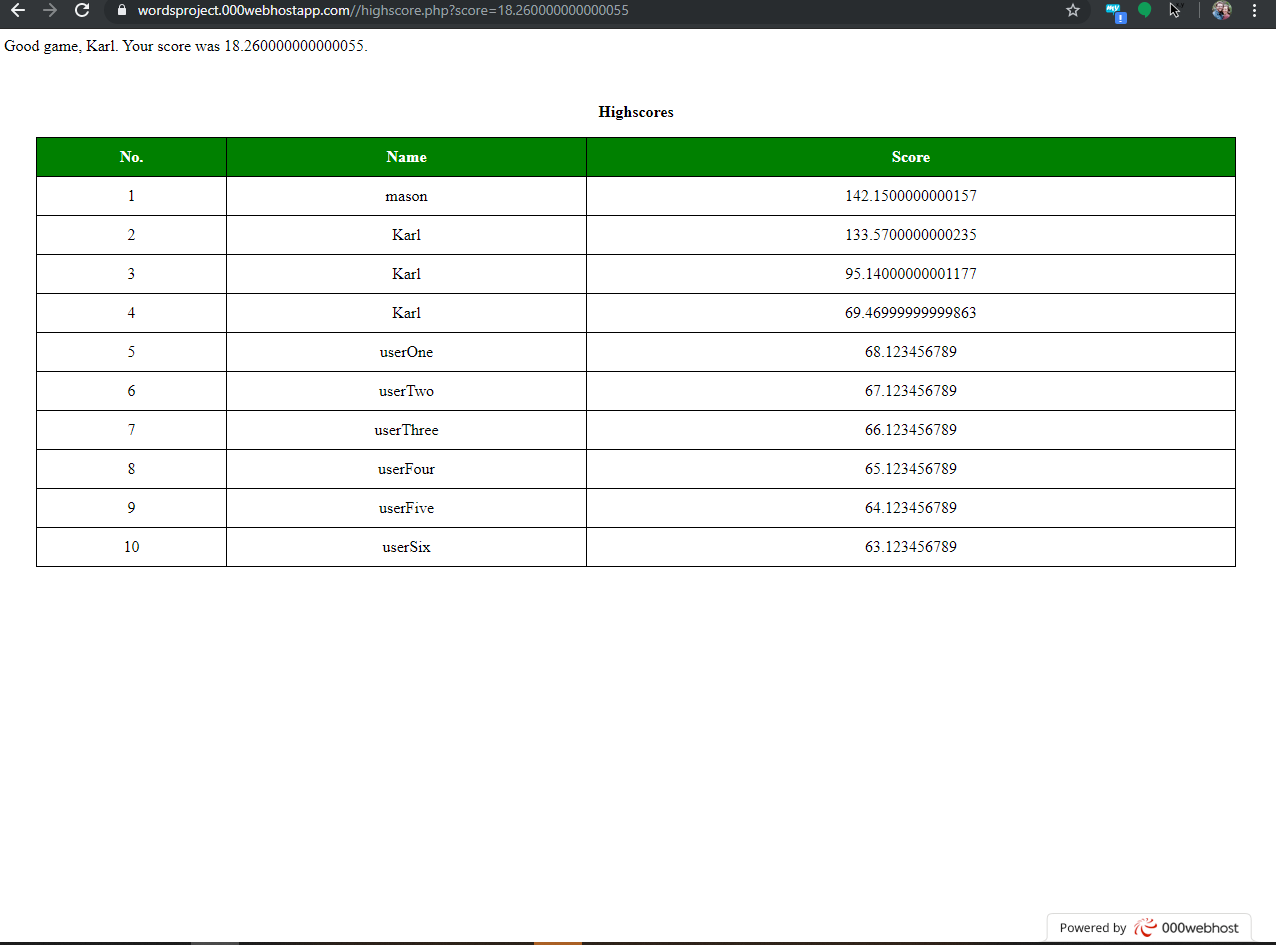 wordsproject.000webhostapp.com//highscore.php?score=18.260000000000055
Good game, Karl. Your score was 18.260000000000055.
Highscores
No. Name Score
1 mason 142.1500000000157
2 Karl 133.5700000000235
3 Karl 95.14000000001177
4 Karl 69.46999999999863
5 userOne 68.123456789
6 userTwo 67.123456789
7 userThree 66.123456789
8 userFour 65.123456789
9 userFive 64.123456789
10 userSix 63.123456789
Powered by 000webhost